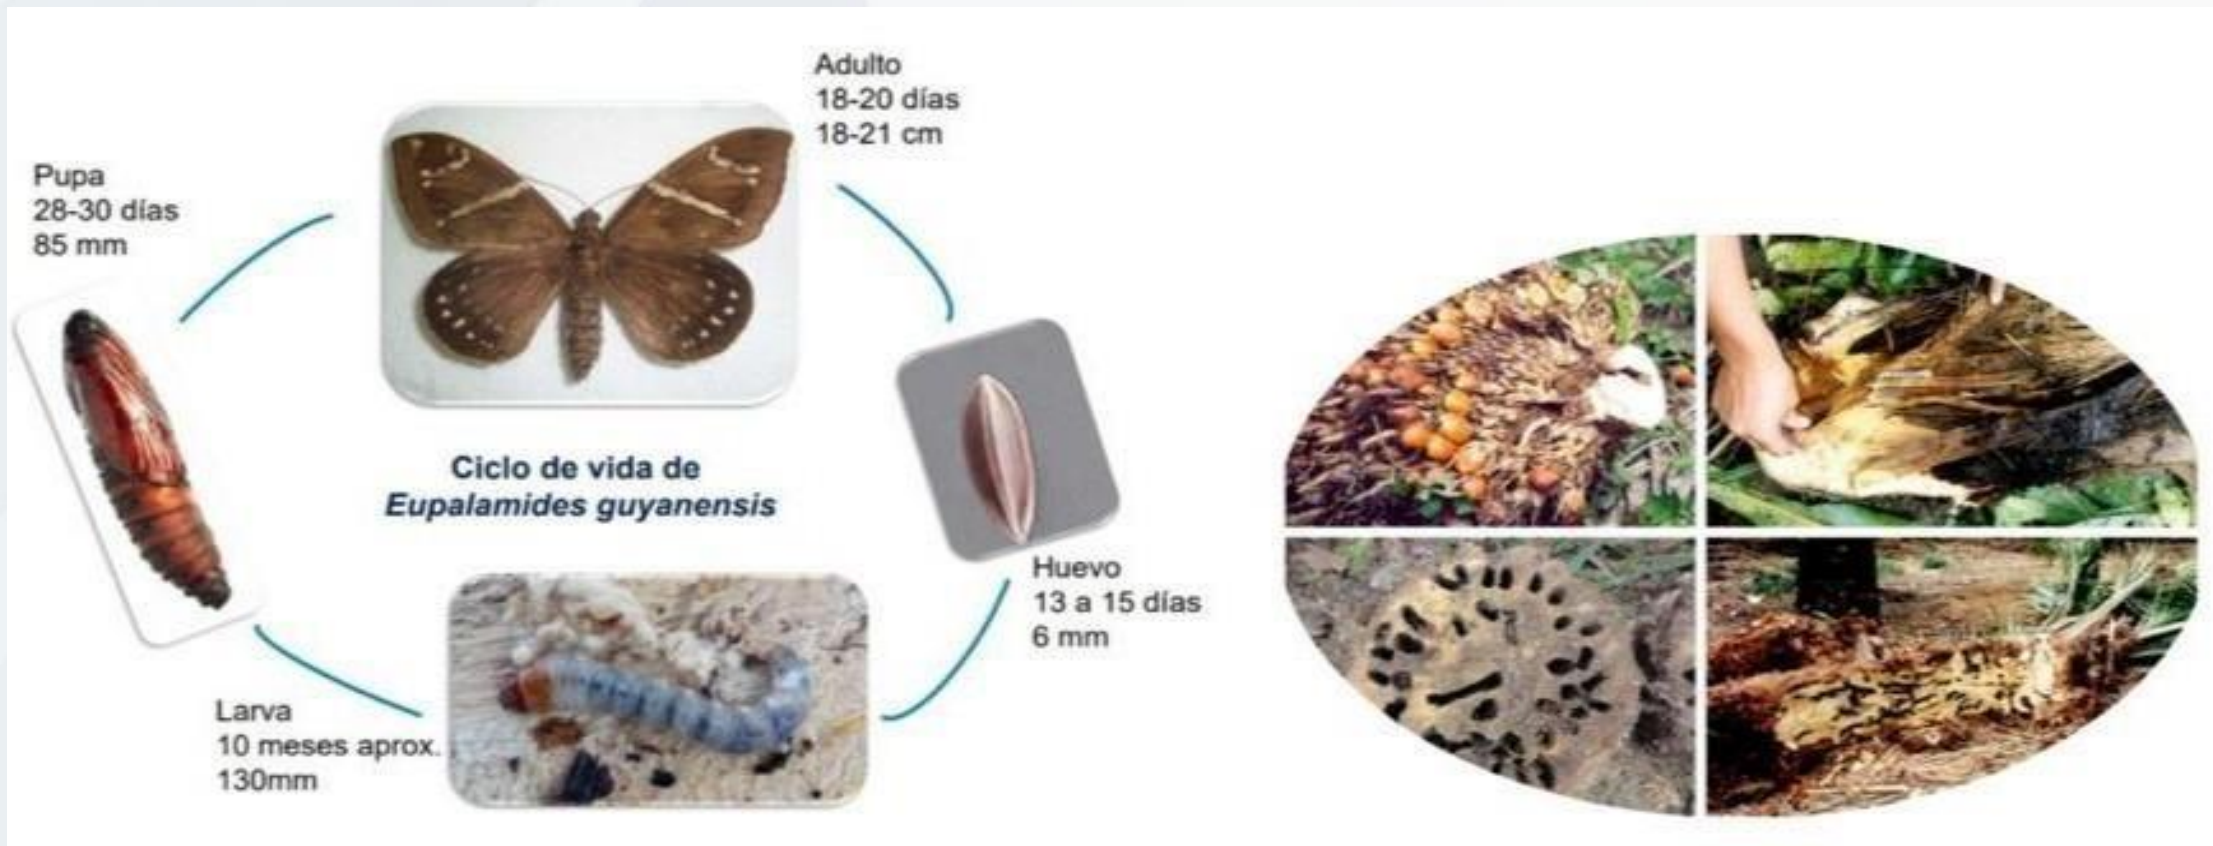 Adulto
18-20 días
18-21 cm
Pupa
28-30 días
85 mm
Ciclo de vida de
Eupalamides guyanensis
Huevo
13 a 15 días
6 mm
Larva
10 meses aprox.
130mm